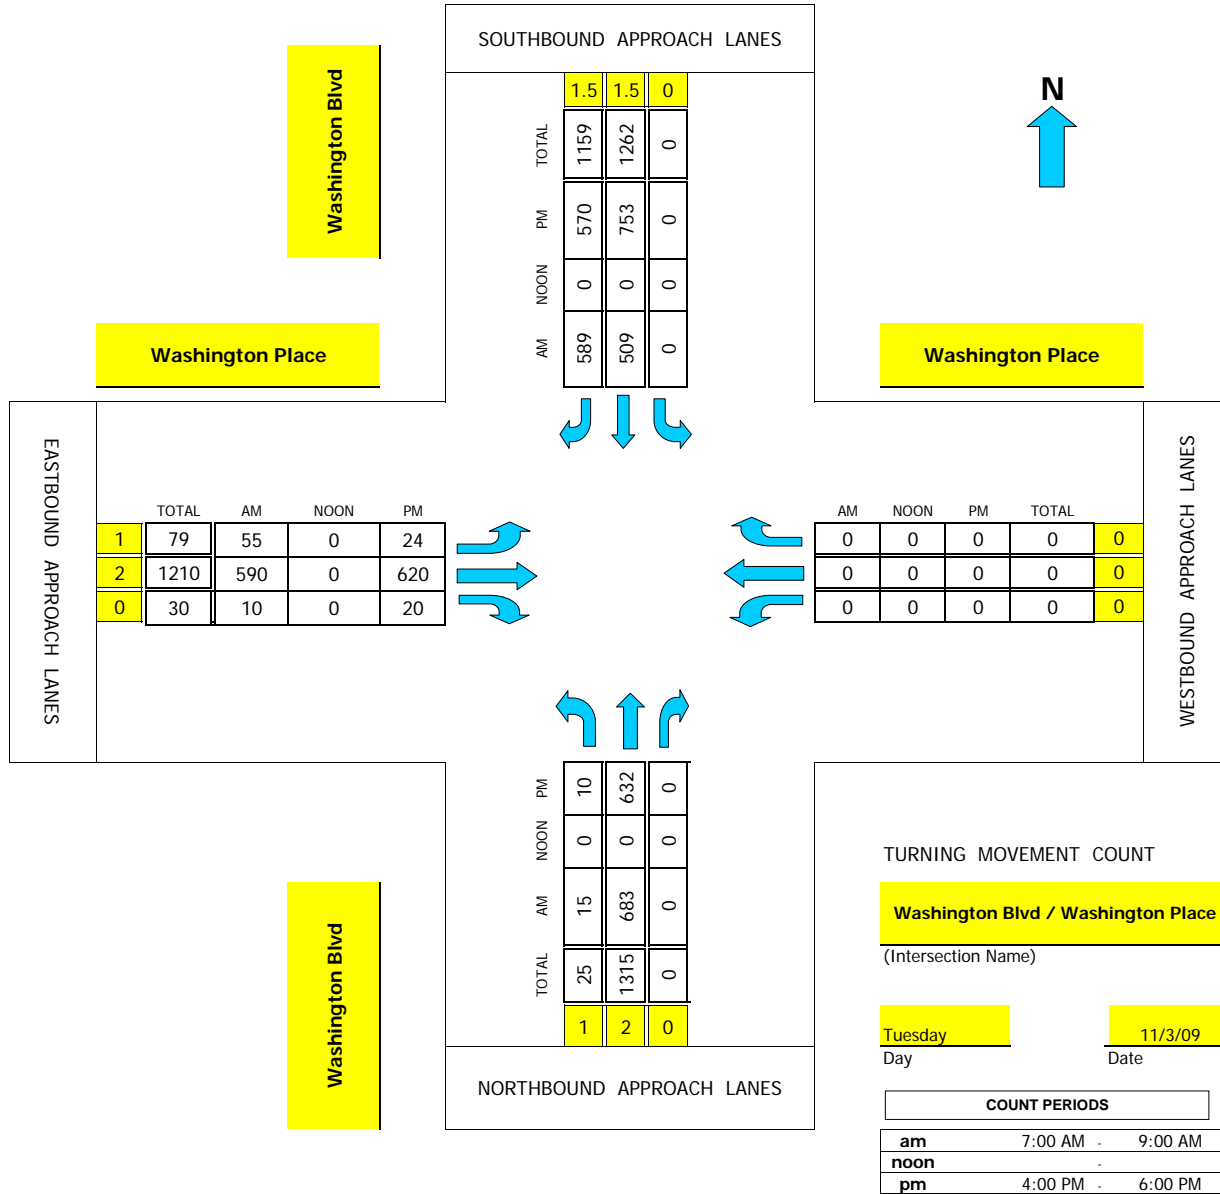 SOUTHBOUND APPROACH LANES
1.5 1.5 0
TOTAL 1159 1262 0
PM 570 753 0
NOON 0 0 0
AM 589 509 0
Washington Blvd
N
Washington Place
Washington Place
EASTBOUND APPROACH LANES
TOTAL AM NOON PM
1 79 55 0 24
2 1210 590 0 620
0 30 10 0 20
AM NOON PM TOTAL
0 0 0 0 0
0 0 0 0 0
0 0 0 0 0
WESTBOUND APPROACH LANES
PM 10 632 0
NOON 0 0 0
AM 15 683 0
TOTAL 25 1315 0
1 2 0
NORTHBOUND APPROACH LANES
Washington Blvd
TURNING MOVEMENT COUNT
Washington Blvd / Washington Place
(Intersection Name)
Tuesday 11/3/09
Day Date
COUNT PERIODS
am 7:00 AM - 9:00 AM
noon -
pm 4:00 PM - 6:00 PM